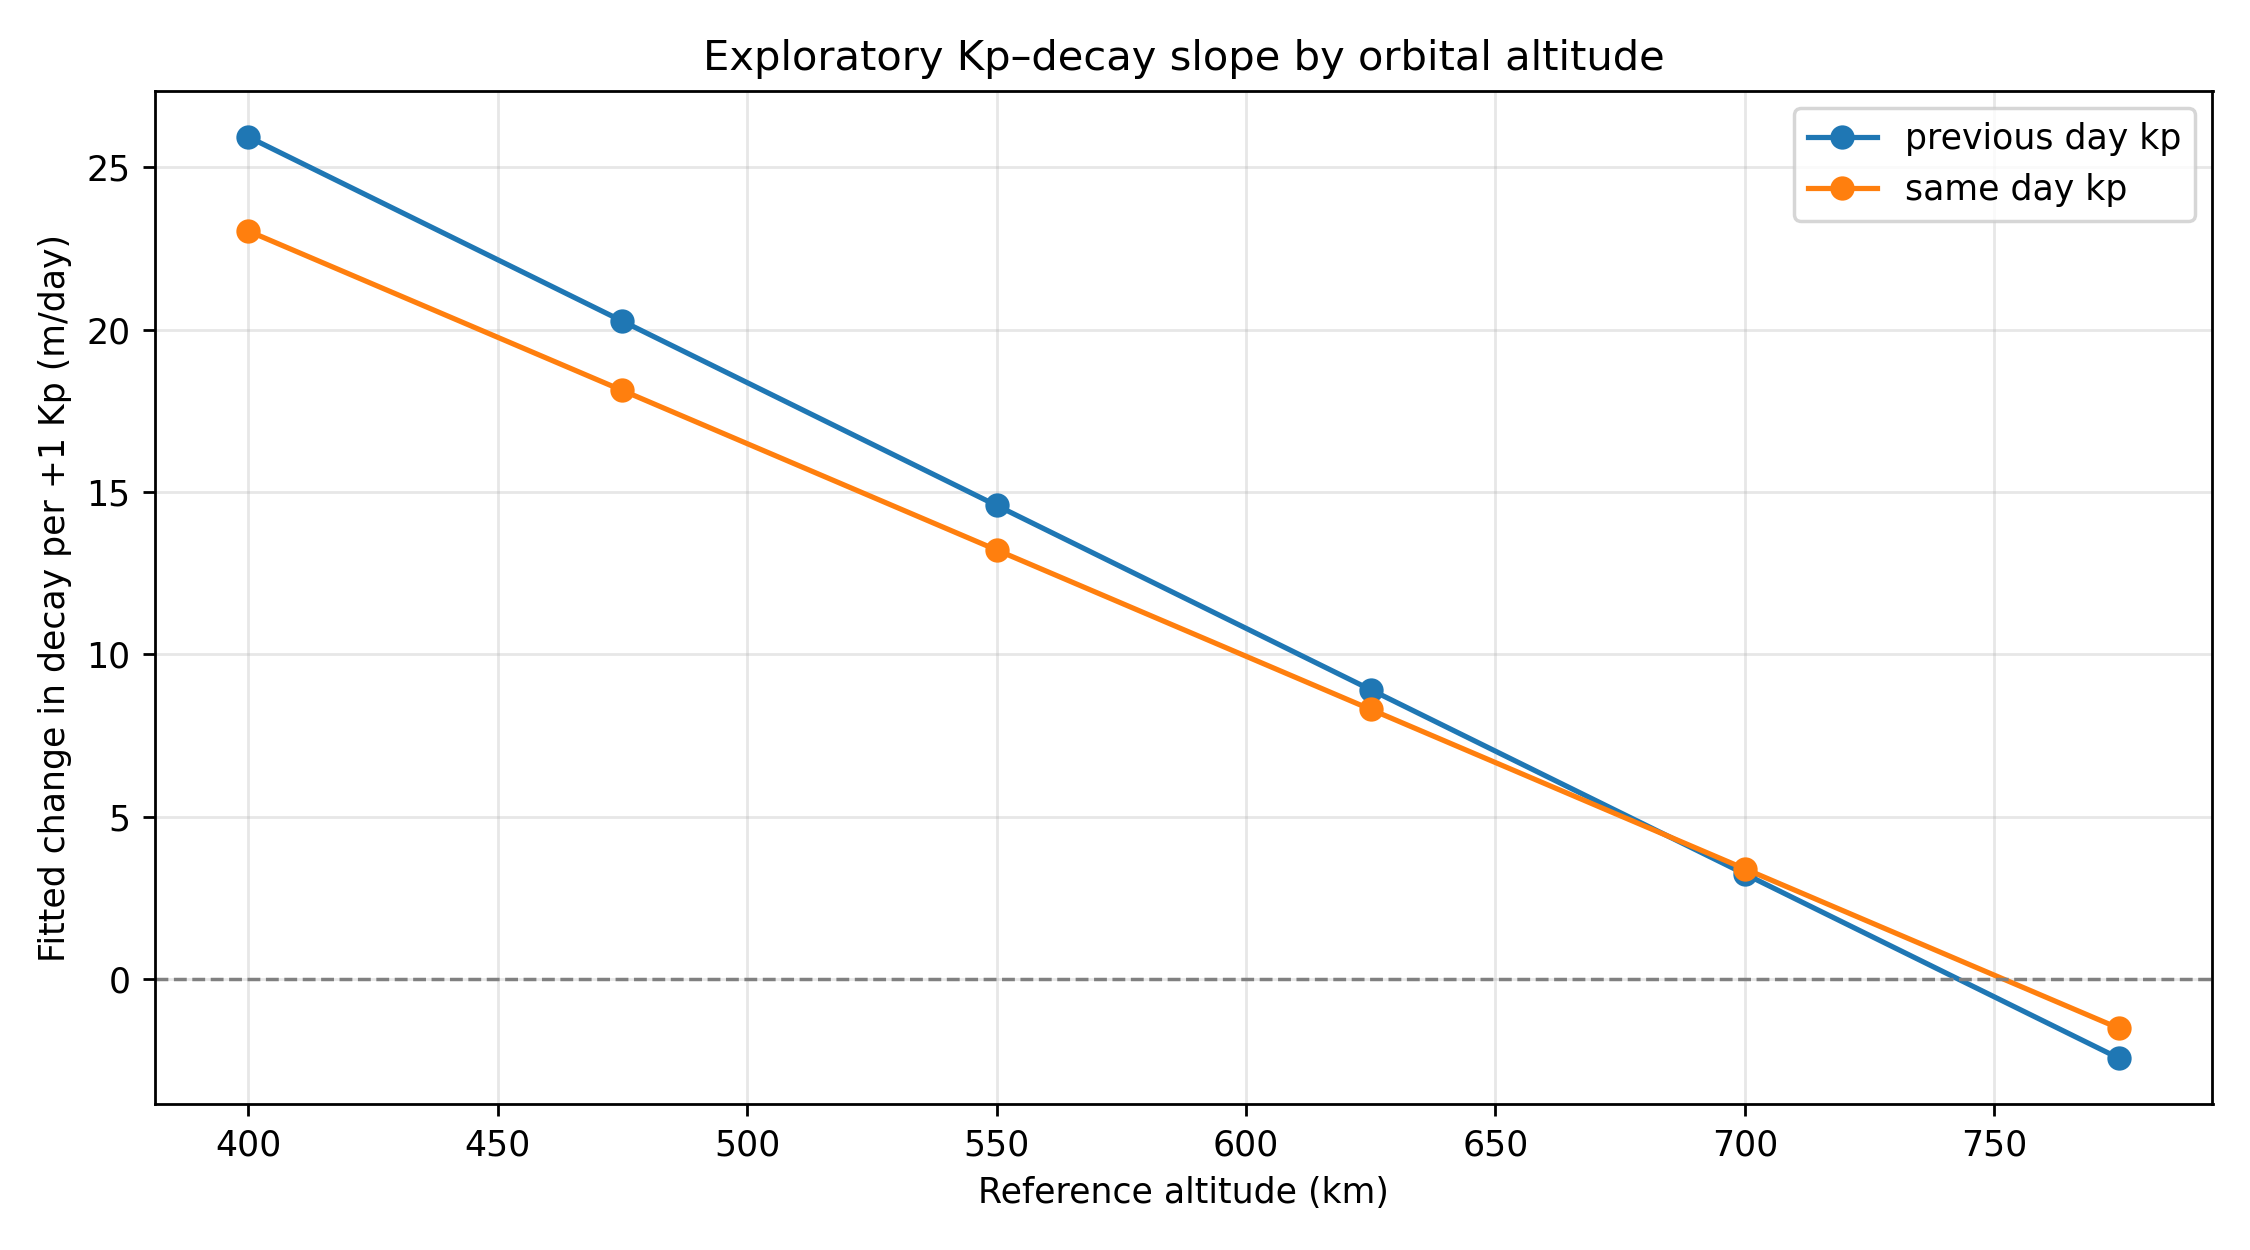 Exploratory Kp–decay slope by orbital altitude
previous day kp
same day kp
Fitted change in decay per +1 Kp (m/day)
25
20
15
10
5
0
400 450 500 550 600 650 700 750
Reference altitude (km)